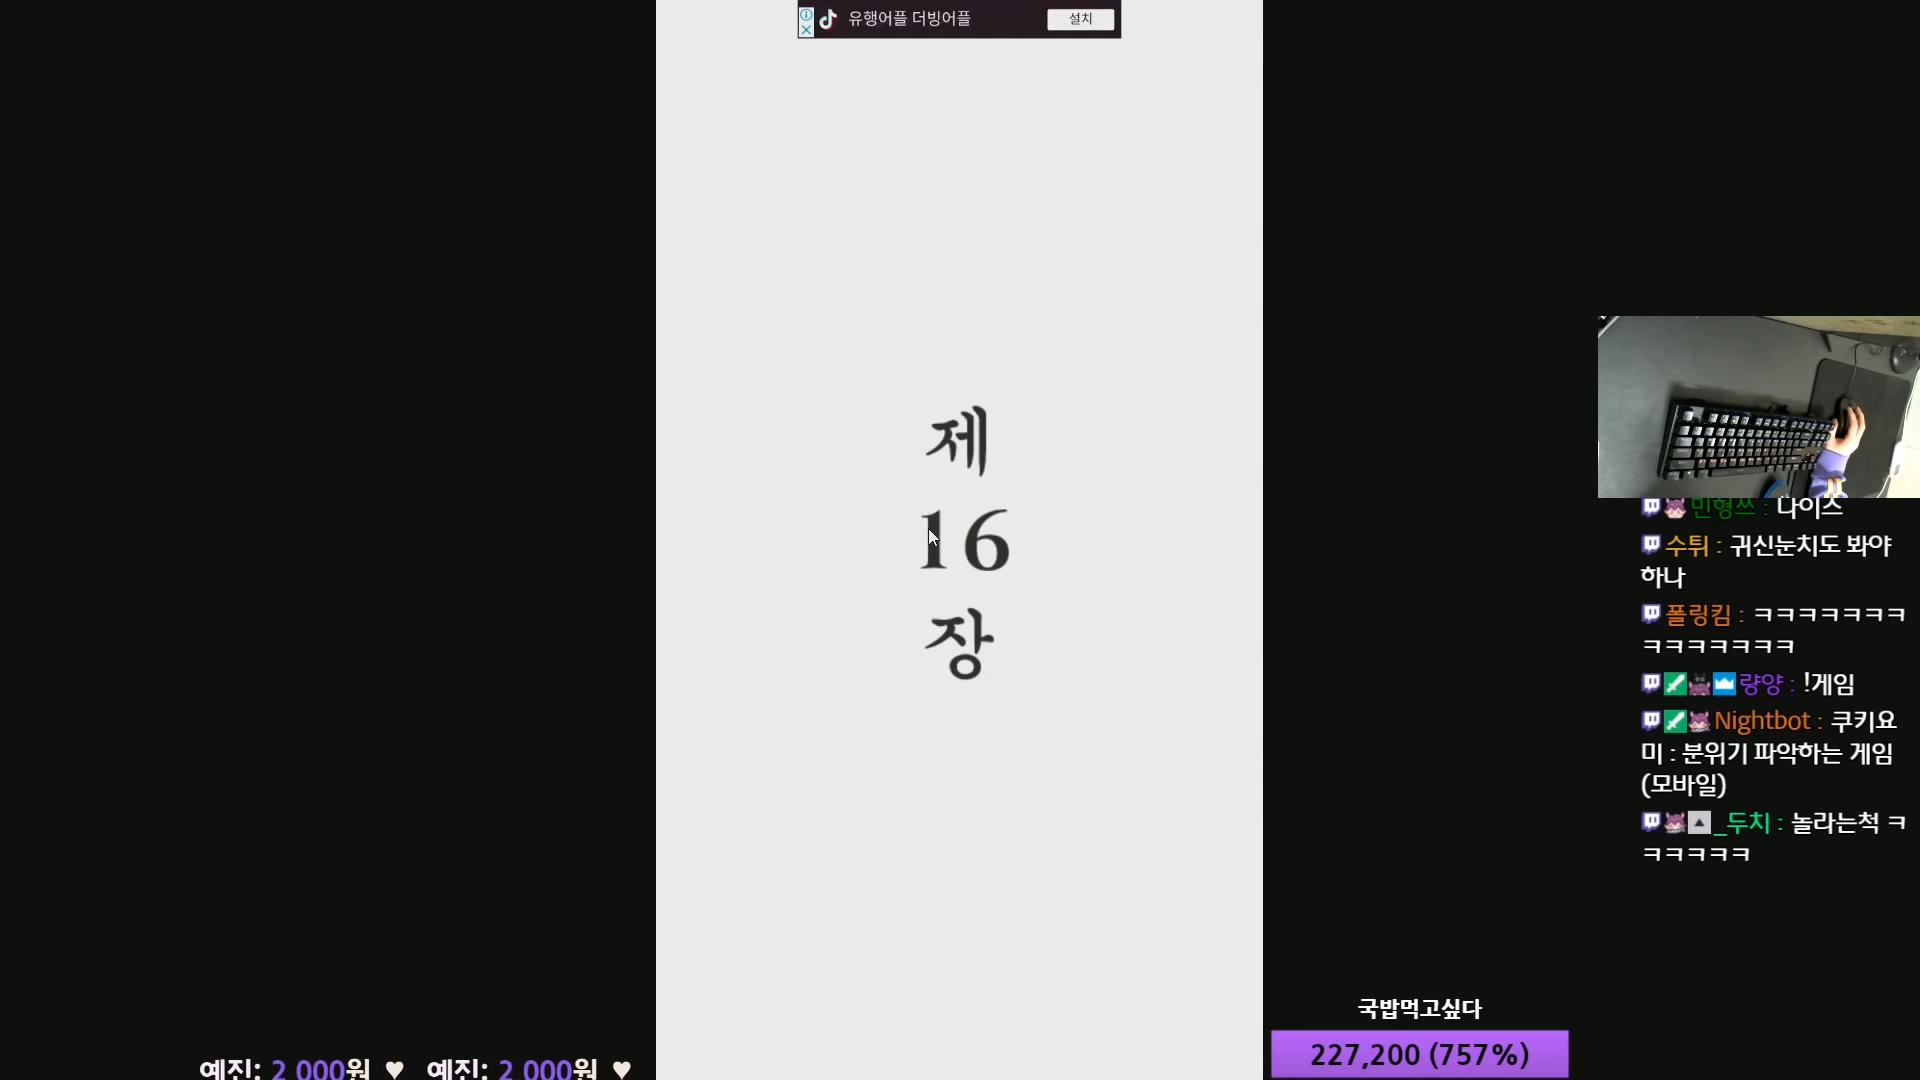 유행어플 더빙어플
설치
제
16
장
민형쓰 : 나이스
수튀 : 귀신눈치도 봐야
하나
폴링킴 : ㅋㅋㅋㅋㅋㅋㅋ
ㅋㅋㅋㅋㅋㅋㅋ
량양 : !게임
Nightbot : 쿠키요
미 : 분위기 파악하는 게임
(모바일)
_두치 : 놀라는척 ㅋ
ㅋㅋㅋㅋㅋ
국밥먹고싶다
227,200 (757%)
예진: 2,000원 ♥ 예진: 2,000원 ♥